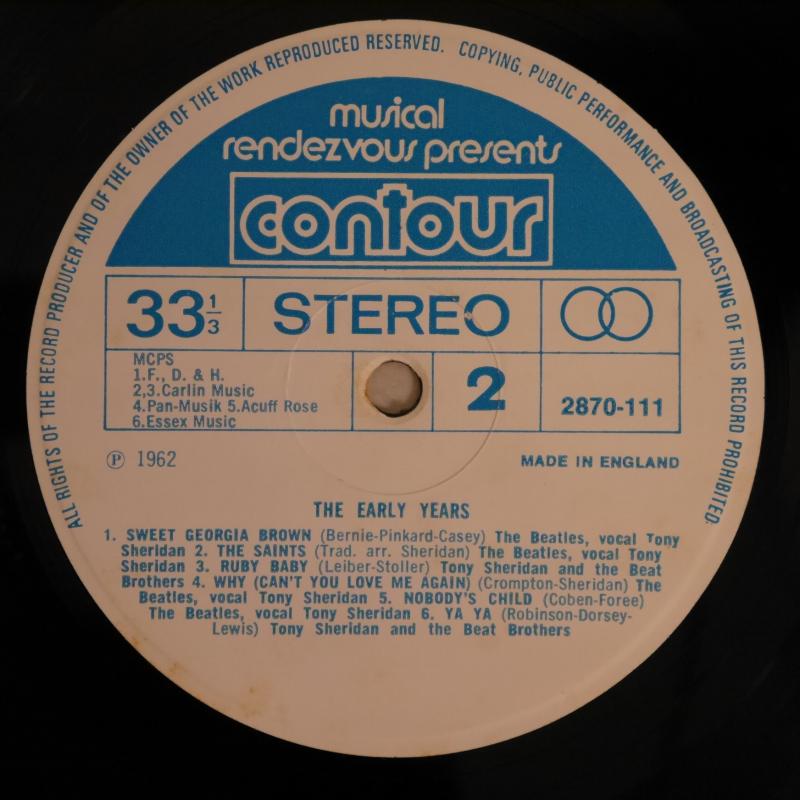 ALL RIGHTS OF THE RECORD PRODUCER AND OF THE OWNER OF THE WORK REPRODUCED RESERVED. COPYING, PUBLIC PERFORMANCE AND BROADCASTING OF THIS RECORD PROHIBITED.
musical
rendezvous presents
contour
33 1/3 STEREO
MCPS
1.F., D. & H.
2,3.Carlin Music
4.Pan-Musik 5.Acuff Rose
6.Essex Music
2
2870-111
Ⓟ 1962
MADE IN ENGLAND
THE EARLY YEARS
1. SWEET GEORGIA BROWN (Bernie-Pinkard-Casey) The Beatles, vocal Tony
Sheridan 2. THE SAINTS (Trad. arr. Sheridan) The Beatles, vocal Tony
Sheridan 3. RUBY BABY (Leiber-Stoller) Tony Sheridan and the Beat
Brothers 4. WHY (CAN'T YOU LOVE ME AGAIN) (Crompton-Sheridan) The
Beatles, vocal Tony Sheridan 5. NOBODY'S CHILD (Coben-Foree)
The Beatles, vocal Tony Sheridan 6. YA YA (Robinson-Dorsey-
Lewis) Tony Sheridan and the Beat Brothers